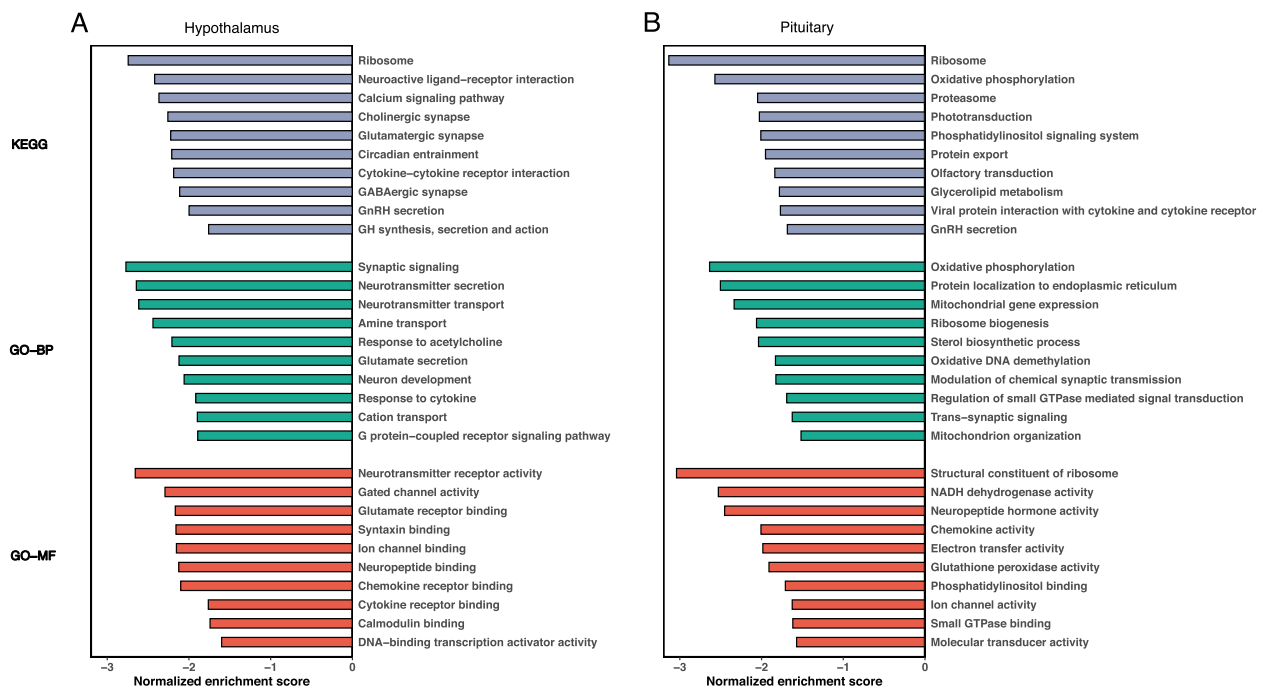 A
Hypothalamus
KEGG
Ribosome
Neuroactive ligand−receptor interaction
Calcium signaling pathway
Cholinergic synapse
Glutamatergic synapse
Circadian entrainment
Cytokine−cytokine receptor interaction
GABAergic synapse
GnRH secretion
GH synthesis, secretion and action
GO−BP
Synaptic signaling
Neurotransmitter secretion
Neurotransmitter transport
Amine transport
Response to acetylcholine
Glutamate secretion
Neuron development
Response to cytokine
Cation transport
G protein−coupled receptor signaling pathway
GO−MF
Neurotransmitter receptor activity
Gated channel activity
Glutamate receptor binding
Syntaxin binding
Ion channel binding
Neuropeptide binding
Chemokine receptor binding
Cytokine receptor binding
Calmodulin binding
DNA−binding transcription activator activity
−3 −2 −1 0
Normalized enrichment score
B
Pituitary
Ribosome
Oxidative phosphorylation
Proteasome
Phototransduction
Phosphatidylinositol signaling system
Protein export
Olfactory transduction
Glycerolipid metabolism
Viral protein interaction with cytokine and cytokine receptor
GnRH secretion
Oxidative phosphorylation
Protein localization to endoplasmic reticulum
Mitochondrial gene expression
Ribosome biogenesis
Sterol biosynthetic process
Oxidative DNA demethylation
Modulation of chemical synaptic transmission
Regulation of small GTPase mediated signal transduction
Trans−synaptic signaling
Mitochondrion organization
Structural constituent of ribosome
NADH dehydrogenase activity
Neuropeptide hormone activity
Chemokine activity
Electron transfer activity
Glutathione peroxidase activity
Phosphatidylinositol binding
Ion channel activity
Small GTPase binding
Molecular transducer activity
−3 −2 −1 0
Normalized enrichment score